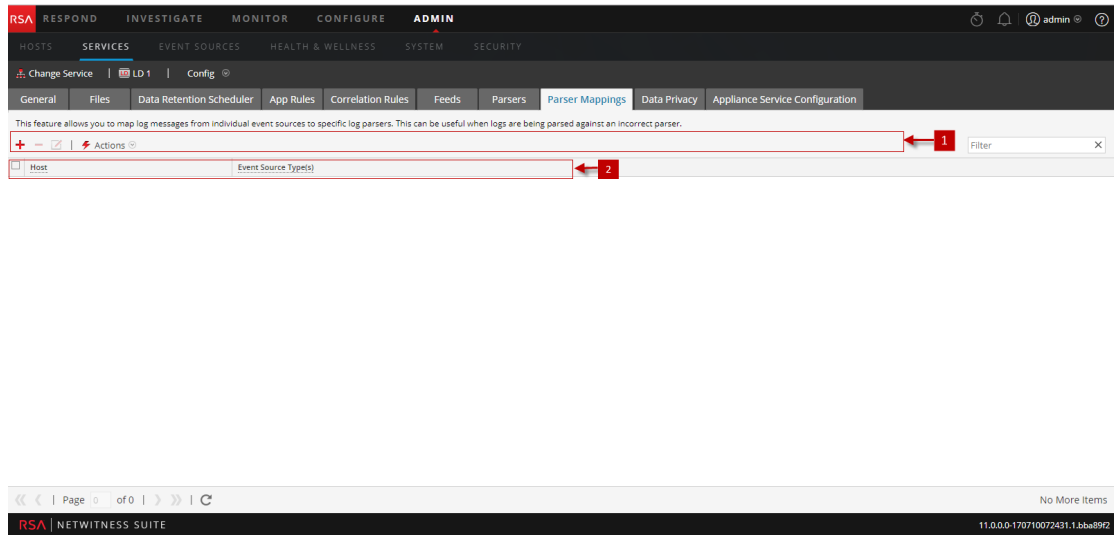 RSA RESPOND INVESTIGATE MONITOR CONFIGURE ADMIN admin
HOSTS SERVICES EVENT SOURCES HEALTH & WELLNESS SYSTEM SECURITY
Change Service | LD LD 1 | Config
General Files Data Retention Scheduler App Rules Correlation Rules Feeds Parsers Parser Mappings Data Privacy Appliance Service Configuration
This feature allows you to map log messages from individual event sources to specific log parsers. This can be useful when logs are being parsed against an incorrect parser.
Actions 1 Filter
Host Event Source Type(s) 2
Page 0 of 0 No More Items
RSA NETWITNESS SUITE 11.0.0.0-170710072431.1.bba89f2